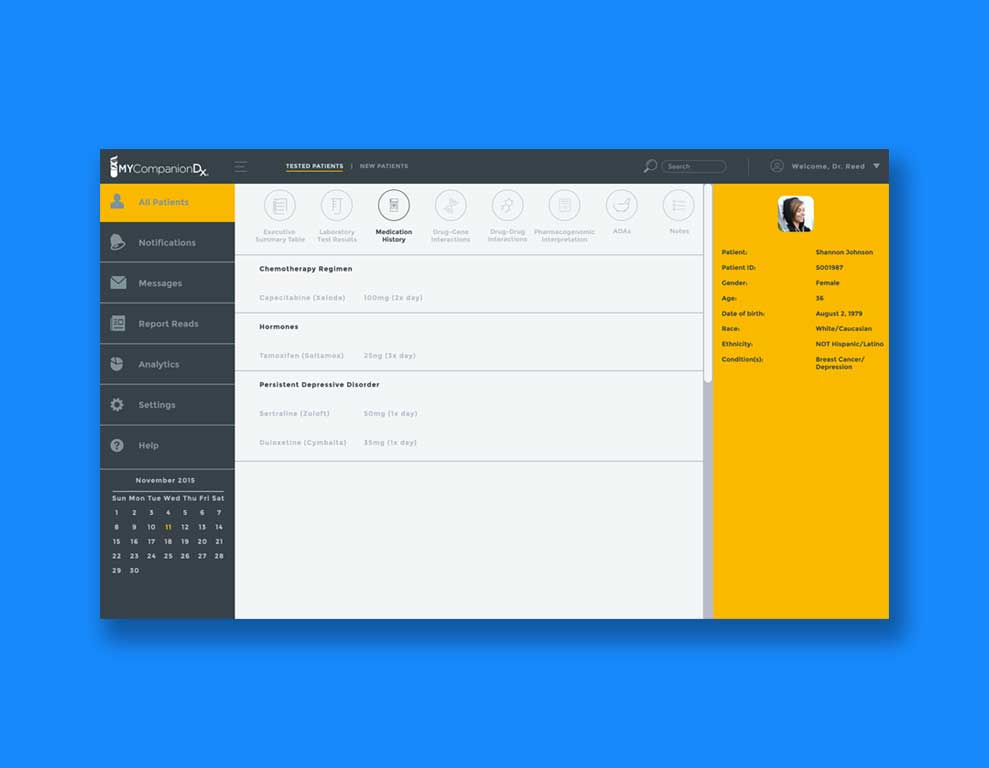 MYCompanionDx
TESTED PATIENTS | NEW PATIENTS
Search
Welcome, Dr. Reed
All Patients
Notifications
Messages
Report Reads
Analytics
Settings
Help
November 2015
Sun Mon Tue Wed Thu Fri Sat
1 2 3 4 5 6 7
8 9 10 11 12 13 14
15 16 17 18 19 20 21
22 23 24 25 26 27 28
29 30
Executive
Summary Table
Laboratory
Test Results
Medication
History
Drug-Gene
Interactions
Drug-Drug
Interactions
Pharmacogenomic
Interpretation
AOAs
Notes
Chemotherapy Regimen
Capecitabine (Xeloda) 100mg (2x day)
Hormones
Tamoxifen (Soltamox) 25ng (3x day)
Persistent Depressive Disorder
Sertraline (Zoloft) 50mg (1x day)
Duloxetine (Cymbalta) 35mg (1x day)
Patient: Shannon Johnson
Patient ID: S001987
Gender: Female
Age: 36
Date of birth: August 2, 1979
Race: White/Caucasian
Ethnicity: NOT Hispanic/Latino
Condition(s): Breast Cancer/
Depression